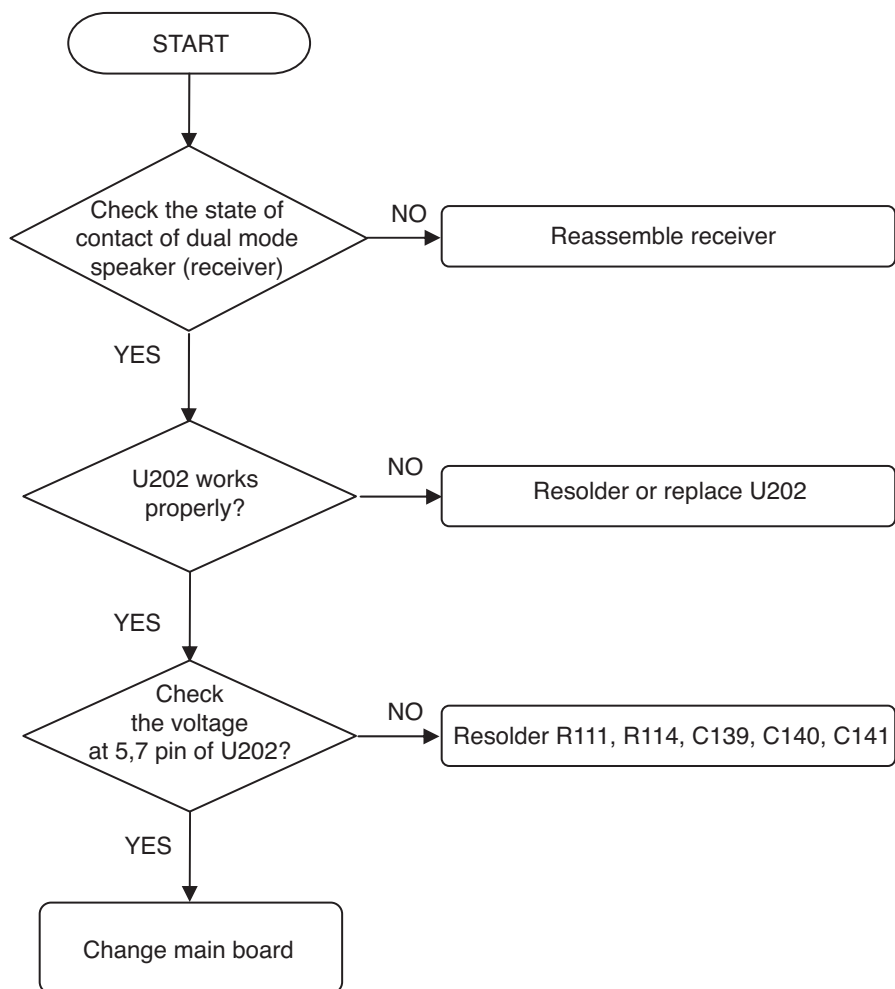 START
Check the state of
contact of dual mode
speaker (receiver)
NO
Reassemble receiver
YES
U202 works
properly?
NO
Resolder or replace U202
YES
Check
the voltage
at 5,7 pin of U202?
NO
Resolder R111, R114, C139, C140, C141
YES
Change main board